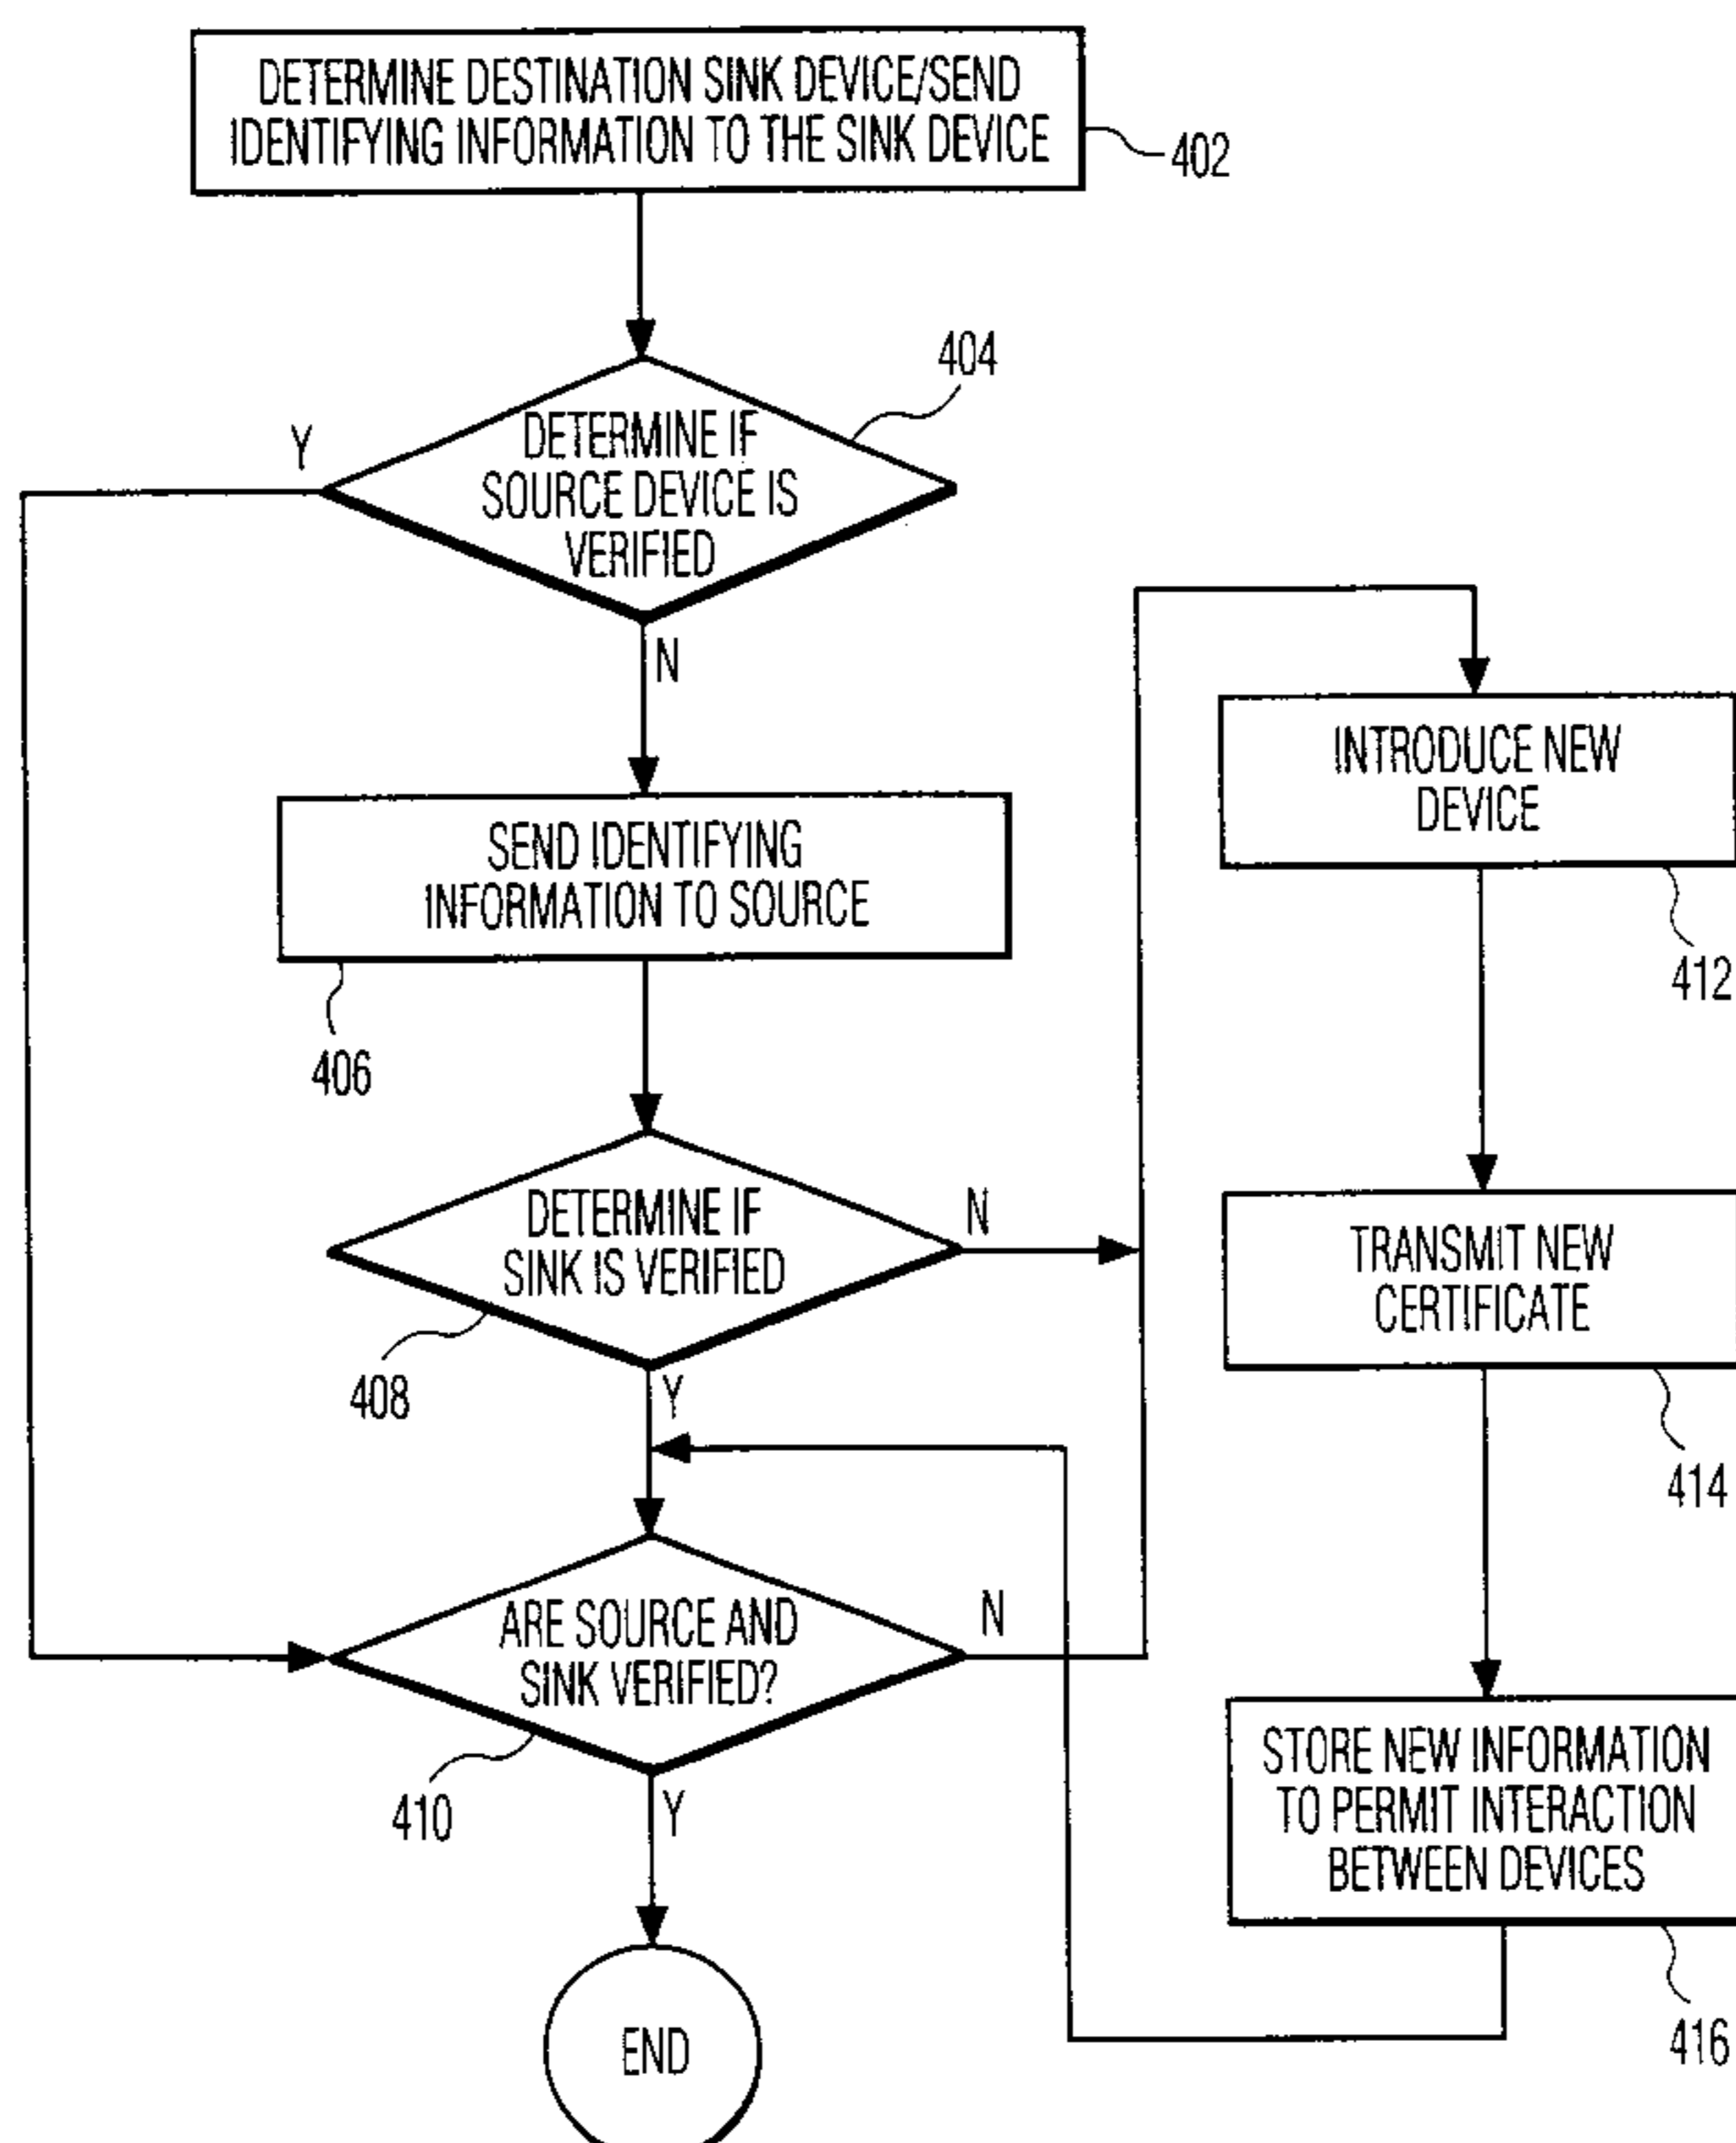 DETERMINE DESTINATION SINK DEVICE/SEND
IDENTIFYING INFORMATION TO THE SINK DEVICE
402
404
DETERMINE IF
SOURCE DEVICE IS
VERIFIED
Y
N
SEND IDENTIFYING
INFORMATION TO SOURCE
406
DETERMINE IF
SINK IS VERIFIED
N
408
Y
ARE SOURCE AND
SINK VERIFIED?
N
410
Y
END
INTRODUCE NEW
DEVICE
412
TRANSMIT NEW
CERTIFICATE
414
STORE NEW INFORMATION
TO PERMIT INTERACTION
BETWEEN DEVICES
416